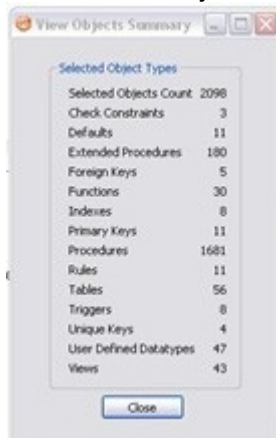 View Objects Summary
Selected Object Types
Selected Objects Count 2098
Check Constraints 3
Defaults 11
Extended Procedures 180
Foreign Keys 5
Functions 30
Indexes 8
Primary Keys 11
Procedures 1681
Rules 11
Tables 56
Triggers 8
Unique Keys 4
User Defined Datatypes 47
Views 43
Close